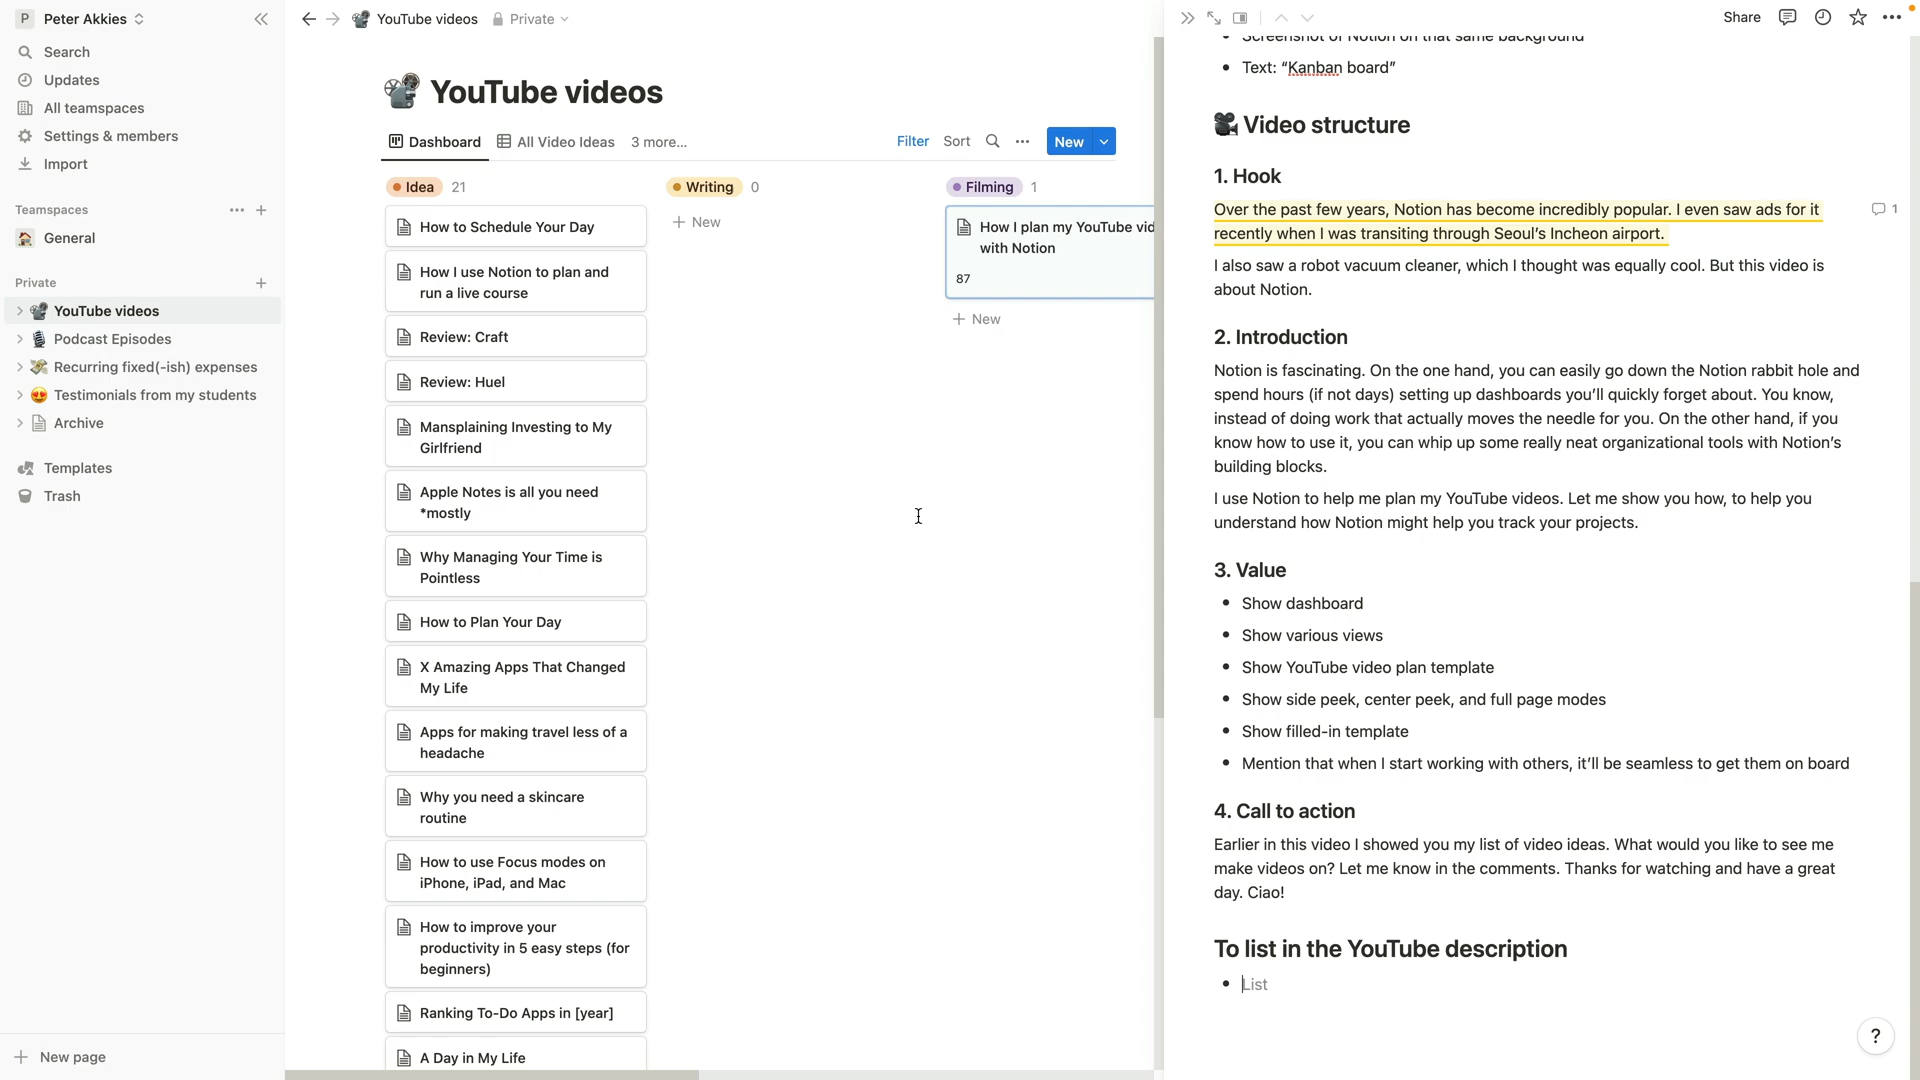 P Peter Akkies
Search
Updates
All teamspaces
Settings & members
Import
Teamspaces
General
Private
YouTube videos
Podcast Episodes
Recurring fixed(-ish) expenses
Testimonials from my students
Archive
Templates
Trash
New page
YouTube videos Private
YouTube videos
Dashboard All Video Ideas 3 more... Filter Sort New
Idea 21
How to Schedule Your Day
How I use Notion to plan and
run a live course
Review: Craft
Review: Huel
Mansplaining Investing to My
Girlfriend
Apple Notes is all you need
*mostly
Why Managing Your Time is
Pointless
How to Plan Your Day
X Amazing Apps That Changed
My Life
Apps for making travel less of a
headache
Why you need a skincare
routine
How to use Focus modes on
iPhone, iPad, and Mac
How to improve your
productivity in 5 easy steps (for
beginners)
Ranking To-Do Apps in [year]
A Day in My Life
Writing 0
New
Filming 1
How I plan my YouTube vid
with Notion
87
New
Share
Screenshot of Notion on that same background
Text: “Kanban board”
Video structure
1. Hook
Over the past few years, Notion has become incredibly popular. I even saw ads for it 1
recently when I was transiting through Seoul’s Incheon airport.
I also saw a robot vacuum cleaner, which I thought was equally cool. But this video is
about Notion.
2. Introduction
Notion is fascinating. On the one hand, you can easily go down the Notion rabbit hole and
spend hours (if not days) setting up dashboards you’ll quickly forget about. You know,
instead of doing work that actually moves the needle for you. On the other hand, if you
know how to use it, you can whip up some really neat organizational tools with Notion’s
building blocks.
I use Notion to help me plan my YouTube videos. Let me show you how, to help you
understand how Notion might help you track your projects.
3. Value
Show dashboard
Show various views
Show YouTube video plan template
Show side peek, center peek, and full page modes
Show filled-in template
Mention that when I start working with others, it’ll be seamless to get them on board
4. Call to action
Earlier in this video I showed you my list of video ideas. What would you like to see me
make videos on? Let me know in the comments. Thanks for watching and have a great
day. Ciao!
To list in the YouTube description
List
?